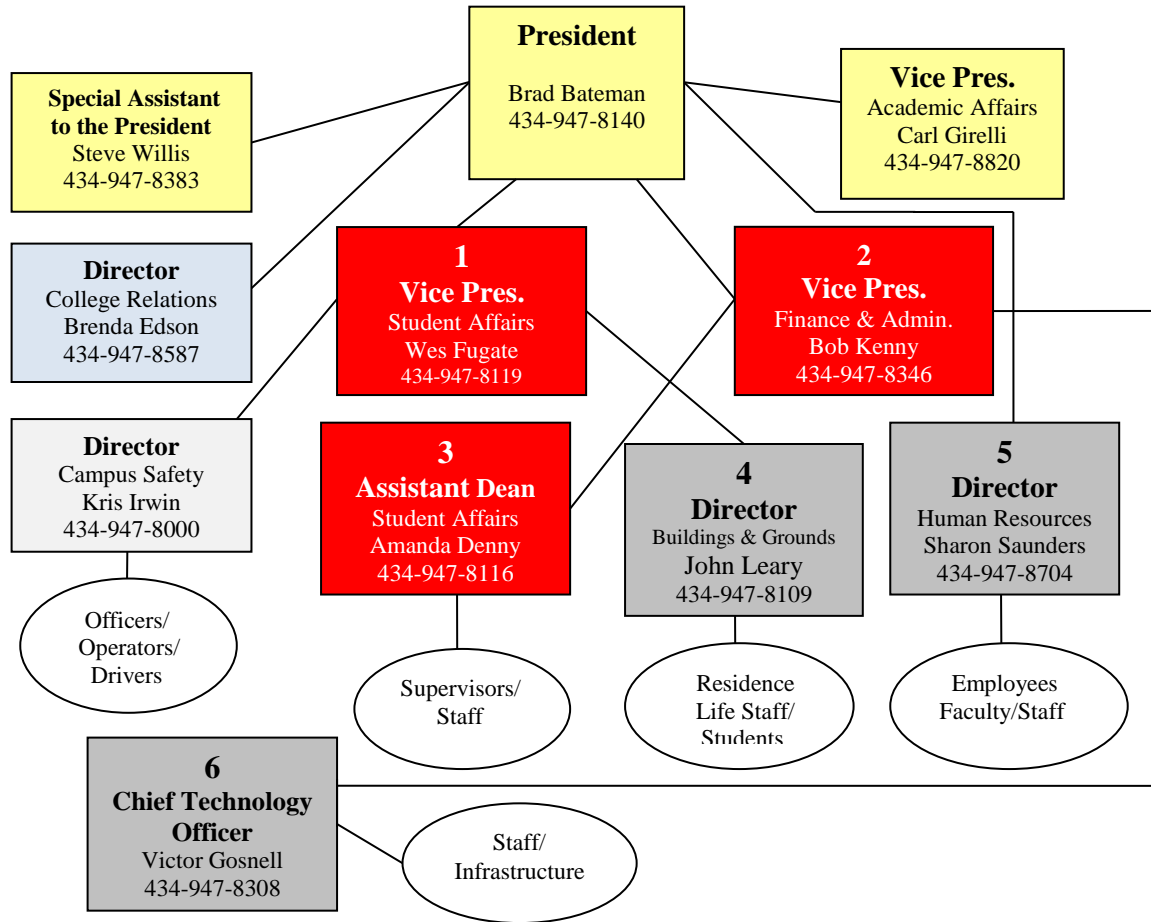 President
Brad Bateman
434-947-8140
Special Assistant
to the President
Steve Willis
434-947-8383
Vice Pres.
Academic Affairs
Carl Girelli
434-947-8820
Director
College Relations
Brenda Edson
434-947-8587
1
Vice Pres.
Student Affairs
Wes Fugate
434-947-8119
2
Vice Pres.
Finance & Admin.
Bob Kenny
434-947-8346
Director
Campus Safety
Kris Irwin
434-947-8000
3
Assistant Dean
Student Affairs
Amanda Denny
434-947-8116
4
Director
Buildings & Grounds
John Leary
434-947-8109
5
Director
Human Resources
Sharon Saunders
434-947-8704
Officers/
Operators/
Drivers
Supervisors/
Staff
Residence
Life Staff/
Students
Employees
Faculty/Staff
6
Chief Technology
Officer
Victor Gosnell
434-947-8308
Staff/
Infrastructure